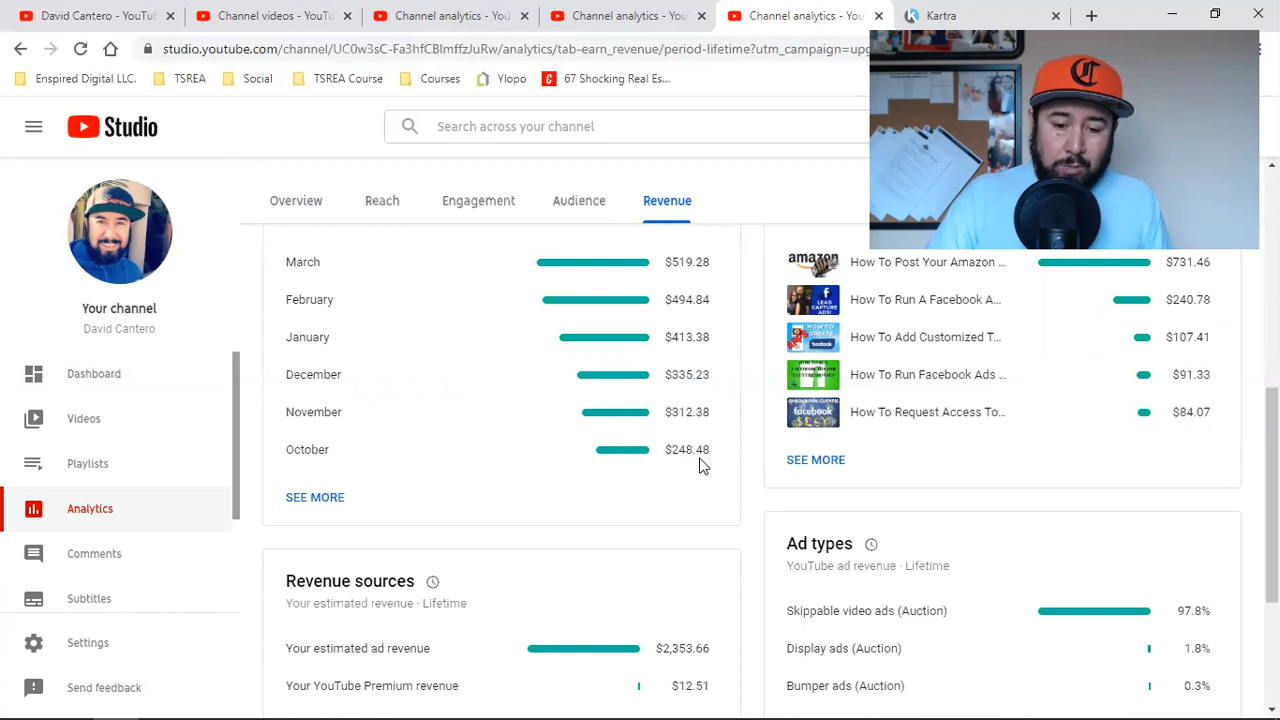 David Cantero - YouTube
Channel videos - YouT
Channel analytics - Y
Channel analytics - Y
Channel analytics - You
Kartra
studio.youtube.com/channel/UC0w3sC-Fa3hfCBImffzJuRw/analytics/tab-earn_revenue/period-lifetime?utm_campaign=upg
Enspired Digital LLC.
TSREA
Social
TSREA Course
Courses
Ylopo
67 Shocking Real Es...
Studio
Search across your channel
Overview
Reach
Engagement
Audience
Revenue
Your channel
David Cantero
Dashboard
Videos
Playlists
Analytics
Comments
Subtitles
Settings
Send feedback
March $519.28
February $494.84
January $413.38
December $335.23
November $312.38
October $248.48
SEE MORE
amazon
How To Post Your Amazon ... $731.46
LEAD CAPTURE ADS!
How To Run A Facebook A... $240.78
How To Add Customized T... $107.41
How To Run Facebook Ads ... $91.33
How To Request Access To... $84.07
SEE MORE
Revenue sources
Your estimated revenue · Lifetime
Your estimated ad revenue $2,353.66
Your YouTube Premium revenue $12.51
Ad types
YouTube ad revenue · Lifetime
Skippable video ads (Auction) 97.8%
Display ads (Auction) 1.8%
Bumper ads (Auction) 0.3%